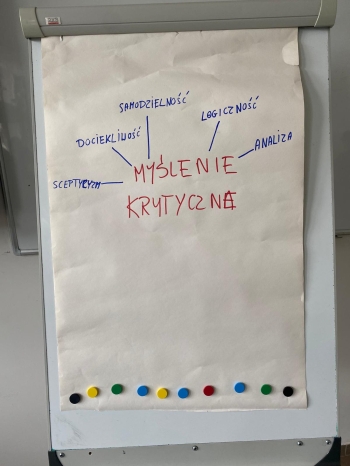 SAMODZIELNOŚĆ
LOGICZNOŚĆ
DOCIEKLIWOŚĆ
ANALIZA
SCEPTYCYZM
MYŚLENIE
KRYTYCZNE